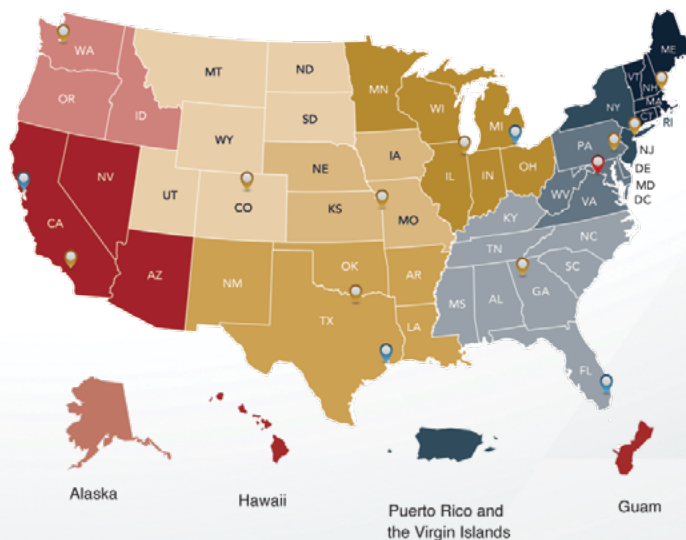 WA
MT
ND
MN
ME
VT
NH
OR
ID
SD
WI
MI
NY
MA
CT
RI
WY
NE
IA
PA
NJ
NV
UT
CO
IL
IN
OH
DE
MD
DC
WV
VA
CA
KS
MO
KY
NC
TN
AZ
NM
OK
AR
SC
TX
MS
AL
GA
LA
FL
Alaska
Hawaii
Puerto Rico and
the Virgin Islands
Guam